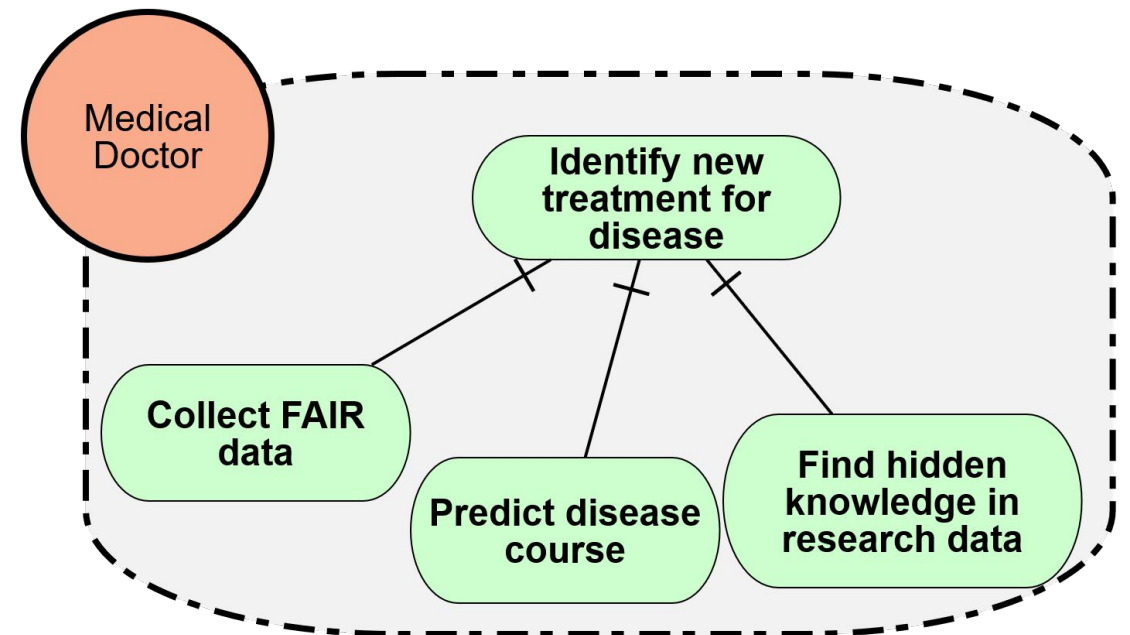 Medical
Doctor
Identify new
treatment for
disease
Collect FAIR
data
Predict disease
course
Find hidden
knowledge in
research data